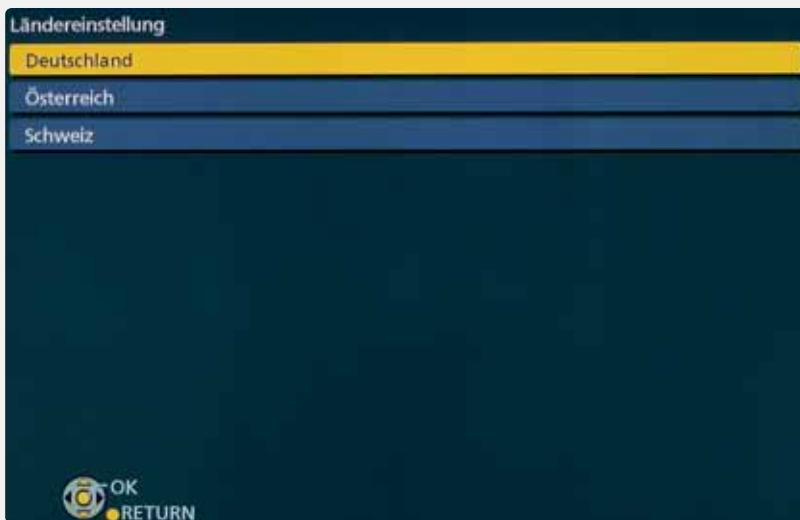 Ländereinstellung
Deutschland
Österreich
Schweiz
OK
RETURN